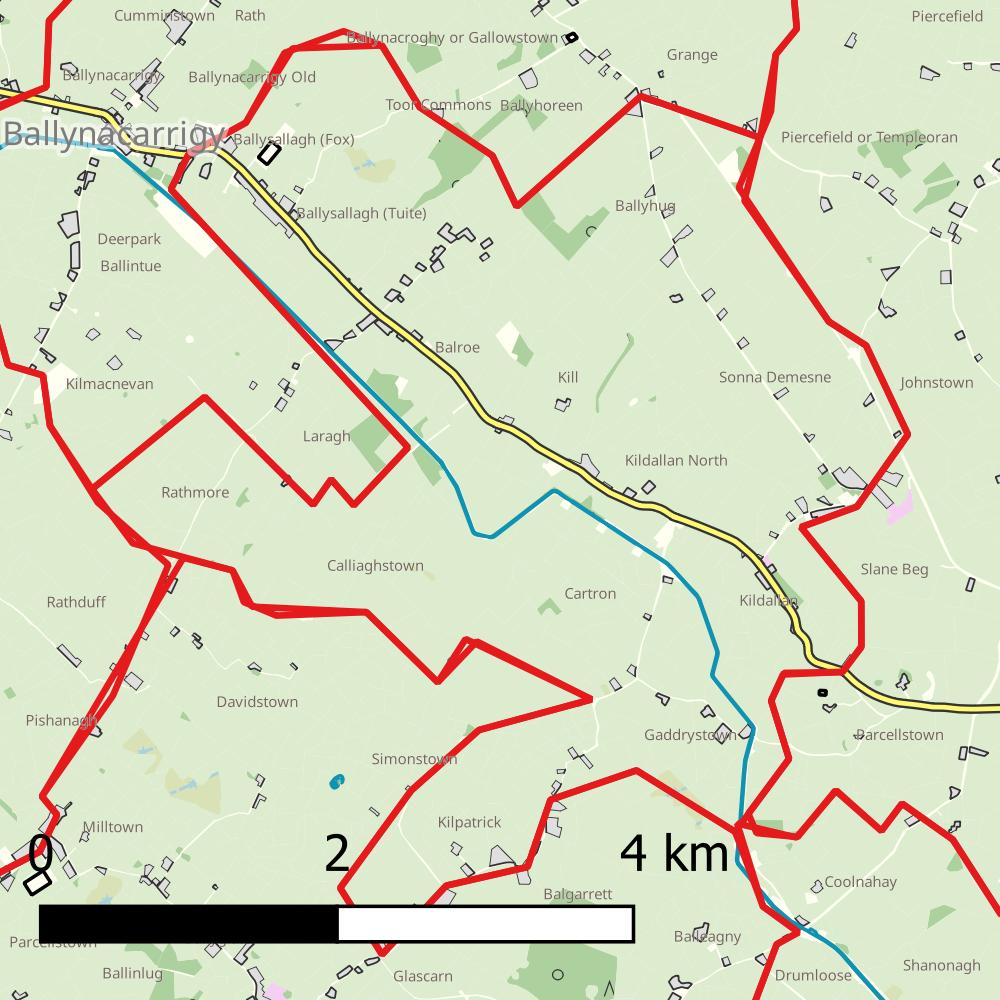 Cumminstown
Rath
Piercefield
Ballynacroghy or Gallowstown
Grange
Ballynacarrigy
Ballynacarrigy Old
Toor Commons
Ballyhoreen
Ballynacarrigy
Ballysallagh (Fox)
Piercefield or Templeoran
Ballysallagh (Tuite)
Ballyhug
Deerpark
Ballintue
Balroe
Kilmacnevan
Kill
Sonna Demesne
Johnstown
Laragh
Kildallan North
Rathmore
Calliaghstown
Slane Beg
Rathduff
Cartron
Kildallan
Davidstown
Pishanagh
Gaddrystown
Parcellstown
Simonstown
Milltown
Kilpatrick
0
2
4 km
Coolnahay
Balgarrett
Parcellstown
Balleagny
Ballinlug
Glascarn
Drumloose
Shanonagh